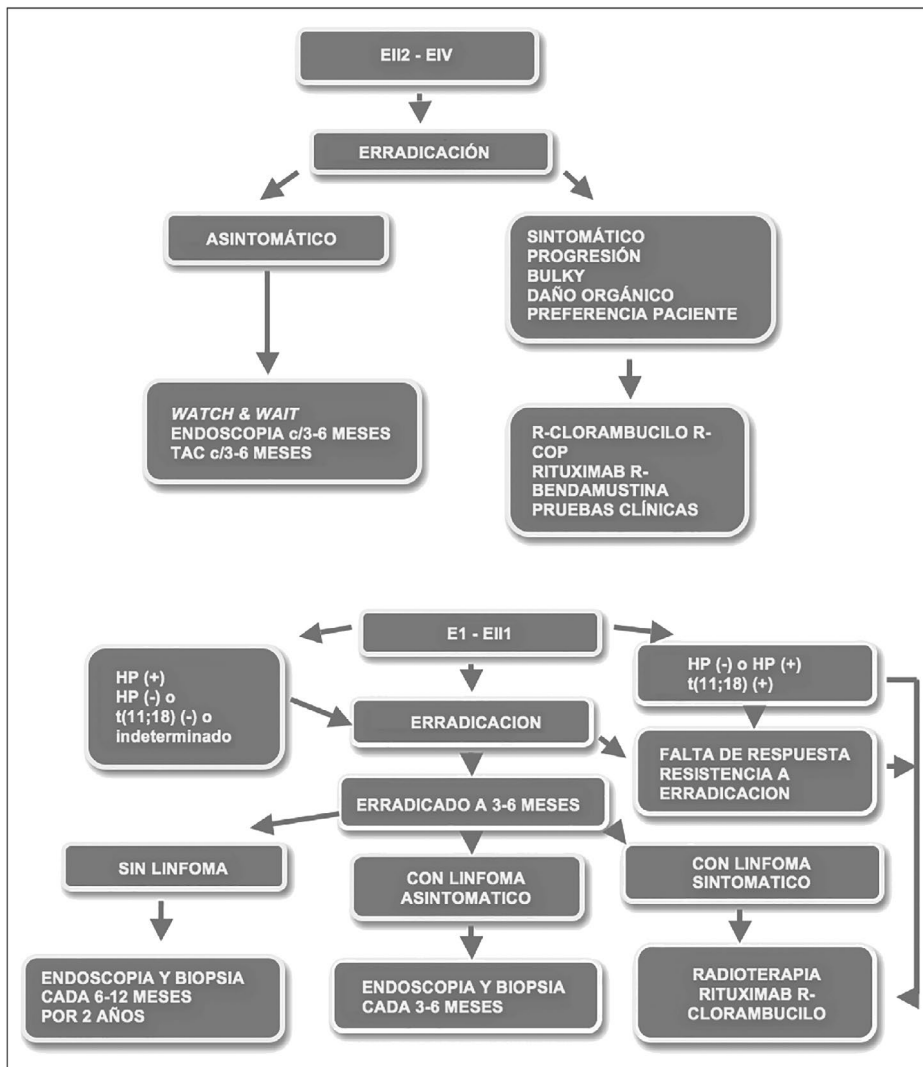 EII2 - EIV
ERRADICACIÓN
ASINTOMÁTICO
SINTOMÁTICO
PROGRESIÓN
BULKY
DAÑO ORGÁNICO
PREFERENCIA PACIENTE
WATCH & WAIT
ENDOSCOPIA c/3-6 MESES
TAC c/3-6 MESES
R-CLORAMBUCILO R-
COP
RITUXIMAB R-
BENDAMUSTINA
PRUEBAS CLÍNICAS
E1 - EII1
HP (+)
HP (-) o
t(11;18) (-) o
indeterminado
HP (-) o HP (+)
t(11;18) (+)
ERRADICACION
FALTA DE RESPUESTA
RESISTENCIA A
ERRADICACION
ERRADICADO A 3-6 MESES
SIN LINFOMA
CON LINFOMA
ASINTOMATICO
CON LINFOMA
SINTOMATICO
ENDOSCOPIA Y BIOPSIA
CADA 6-12 MESES
POR 2 AÑOS
ENDOSCOPIA Y BIOPSIA
CADA 3-6 MESES
RADIOTERAPIA
RITUXIMAB R-
CLORAMBUCILO